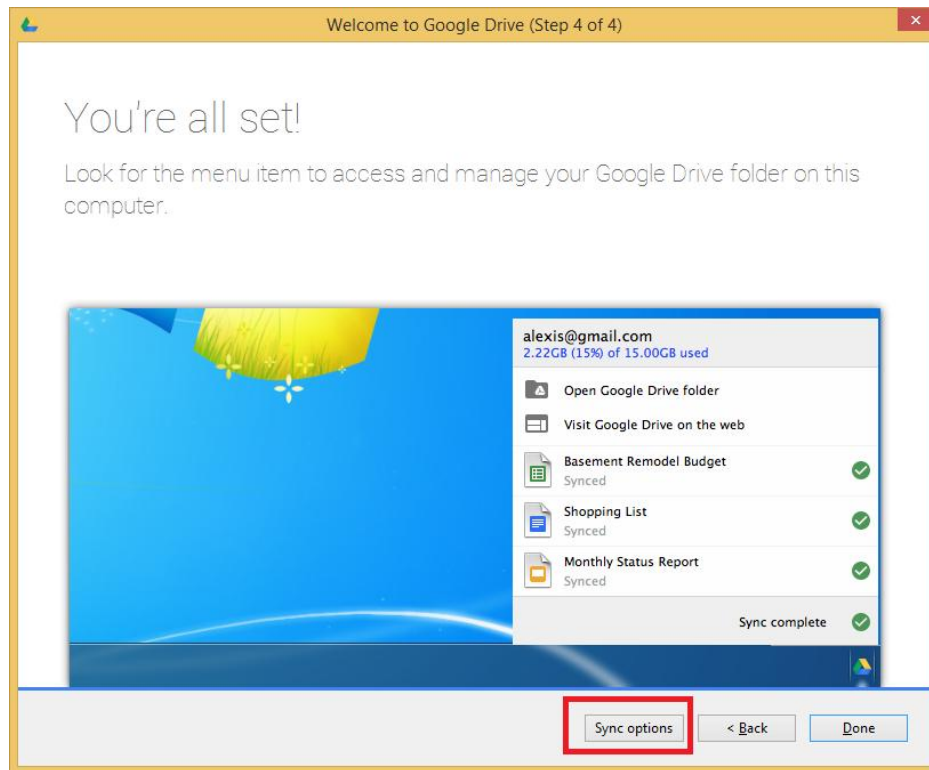 Welcome to Google Drive (Step 4 of 4)
You're all set!
Look for the menu item to access and manage your Google Drive folder on this
computer.
alexis@gmail.com
2.22GB (15%) of 15.00GB used
Open Google Drive folder
Visit Google Drive on the web
Basement Remodel Budget
Synced
Shopping List
Synced
Monthly Status Report
Synced
Sync complete
Sync options
< Back
Done